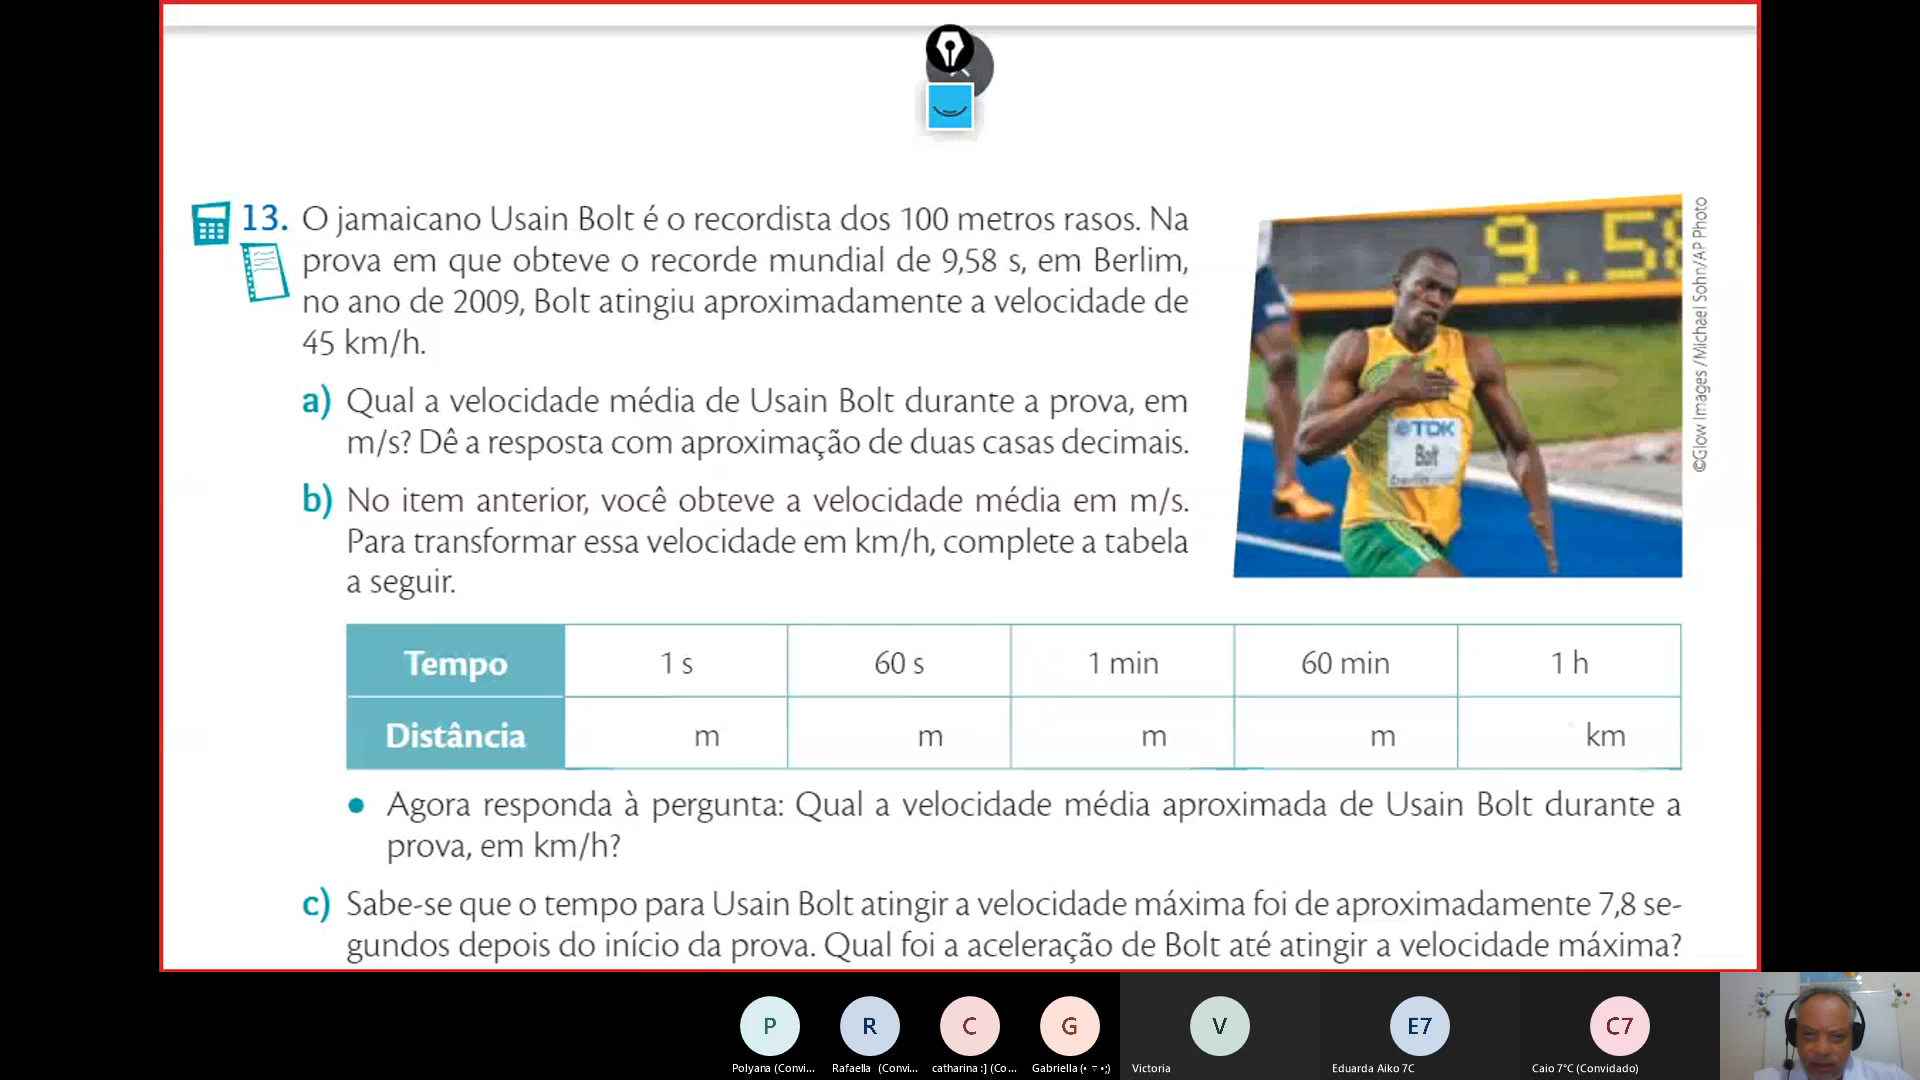 13. O jamaicano Usain Bolt é o recordista dos 100 metros rasos. Na
prova em que obteve o recorde mundial de 9,58 s, em Berlim,
no ano de 2009, Bolt atingiu aproximadamente a velocidade de
45 km/h.
a) Qual a velocidade média de Usain Bolt durante a prova, em
m/s? Dê a resposta com aproximação de duas casas decimais.
b) No item anterior, você obteve a velocidade média em m/s.
Para transformar essa velocidade em km/h, complete a tabela
a seguir.
9.58
TDK
Bolt
berlin
©Glow Images/Michael Sohn/AP Photo
Tempo 1 s 60 s 1 min 60 min 1 h
Distância m m m m km
• Agora responda à pergunta: Qual a velocidade média aproximada de Usain Bolt durante a
prova, em km/h?
c) Sabe-se que o tempo para Usain Bolt atingir a velocidade máxima foi de aproximadamente 7,8 se-
gundos depois do início da prova. Qual foi a aceleração de Bolt até atingir a velocidade máxima?
P R C G V E7 C7
Polyana (Convi... Rafaella (Convi... catharina :] (Co... Gabriella (• ▿ •;) Victoria Eduarda Aiko 7C Caio 7°C (Convidado)